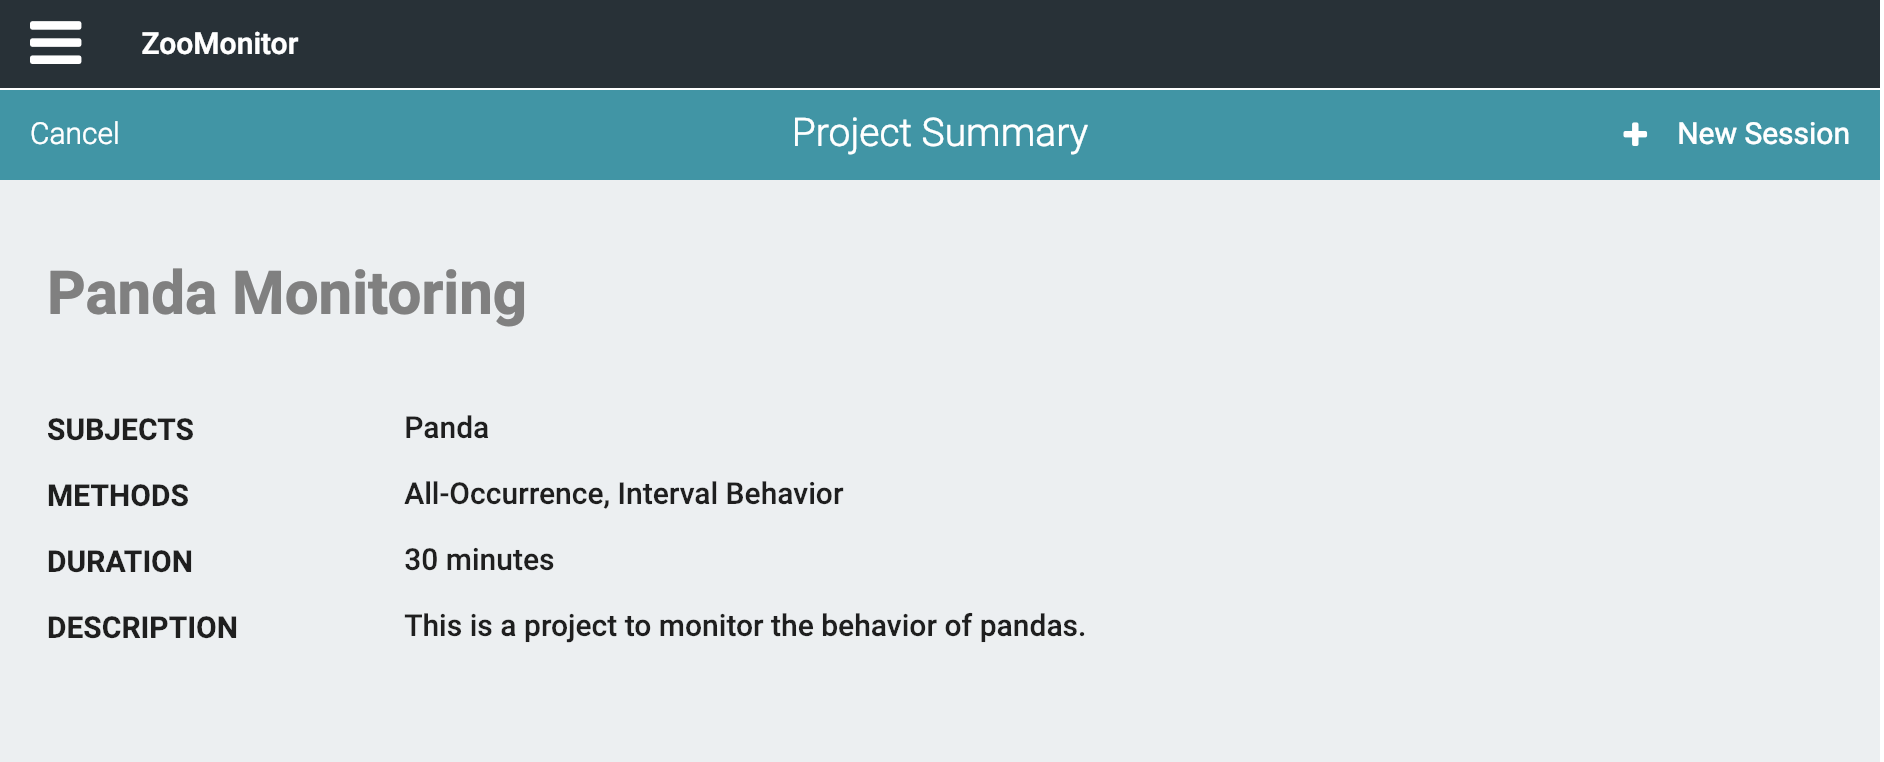 ZooMonitor
Cancel
Project Summary
New Session
Panda Monitoring
SUBJECTS Panda
METHODS All-Occurrence, Interval Behavior
DURATION 30 minutes
DESCRIPTION This is a project to monitor the behavior of pandas.